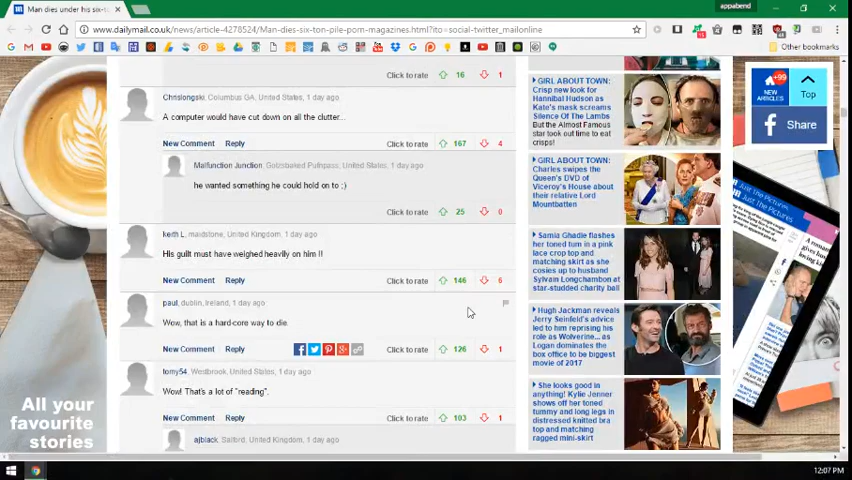 appabend
Man dies under his six-t
www.dailymail.co.uk/news/article-4278524/Man-dies-six-ton-pile-porn-magazines.html?ito=social-twitter_mailonline
Other bookmarks
Click to rate 16 1
Chrislongski, Columbus GA, United States, 1 day ago
A computer would have cut down on all the clutter...
New Comment Reply Click to rate 167 4
Malfunction Junction, Gotzebaked Pufnpass, United States, 1 day ago
he wanted something he could hold on to ;)
Click to rate 25 0
keith L, maidstone, United Kingdom, 1 day ago
His guilt must have weighed heavily on him !!
New Comment Reply Click to rate 146 6
paul, dublin, Ireland, 1 day ago
Wow, that is a hard-core way to die.
New Comment Reply Click to rate 126 1
tomy54, Wedbrook, United States, 1 day ago
Wow! That's a lot of "reading".
New Comment Reply Click to rate 103 1
ajblack, Salford, United Kingdom, 1 day ago
GIRL ABOUT TOWN:
Crisp new look for
Hannibal Hudson as
Kate's mask screams
Silence Of The Lambs
But the Almost Famous
star took out time to eat
crisps!
GIRL ABOUT TOWN:
Charles swipes the
Queen's DVD of
Viceroy's House about
their relative Lord
Mountbatten
Samia Ghadie flashes
her toned tum in a pink
lace crop top and
matching skirt as she
cosies up to husband
Sylvain Longchambon at
star-studded charity ball
Hugh Jackman reveals
Jerry Seinfeld's advice
led to him reprising his
role as Wolverine... as
Logan dominates the
box office to be biggest
movie of 2017
She looks good in
anything! Kylie Jenner
shows off her toned
tummy and long legs in
distressed knitted bra
top and matching
ragged mini-skirt
+99
NEW
ARTICLES
Top
Share
All your
favourite
stories
12:07 PM